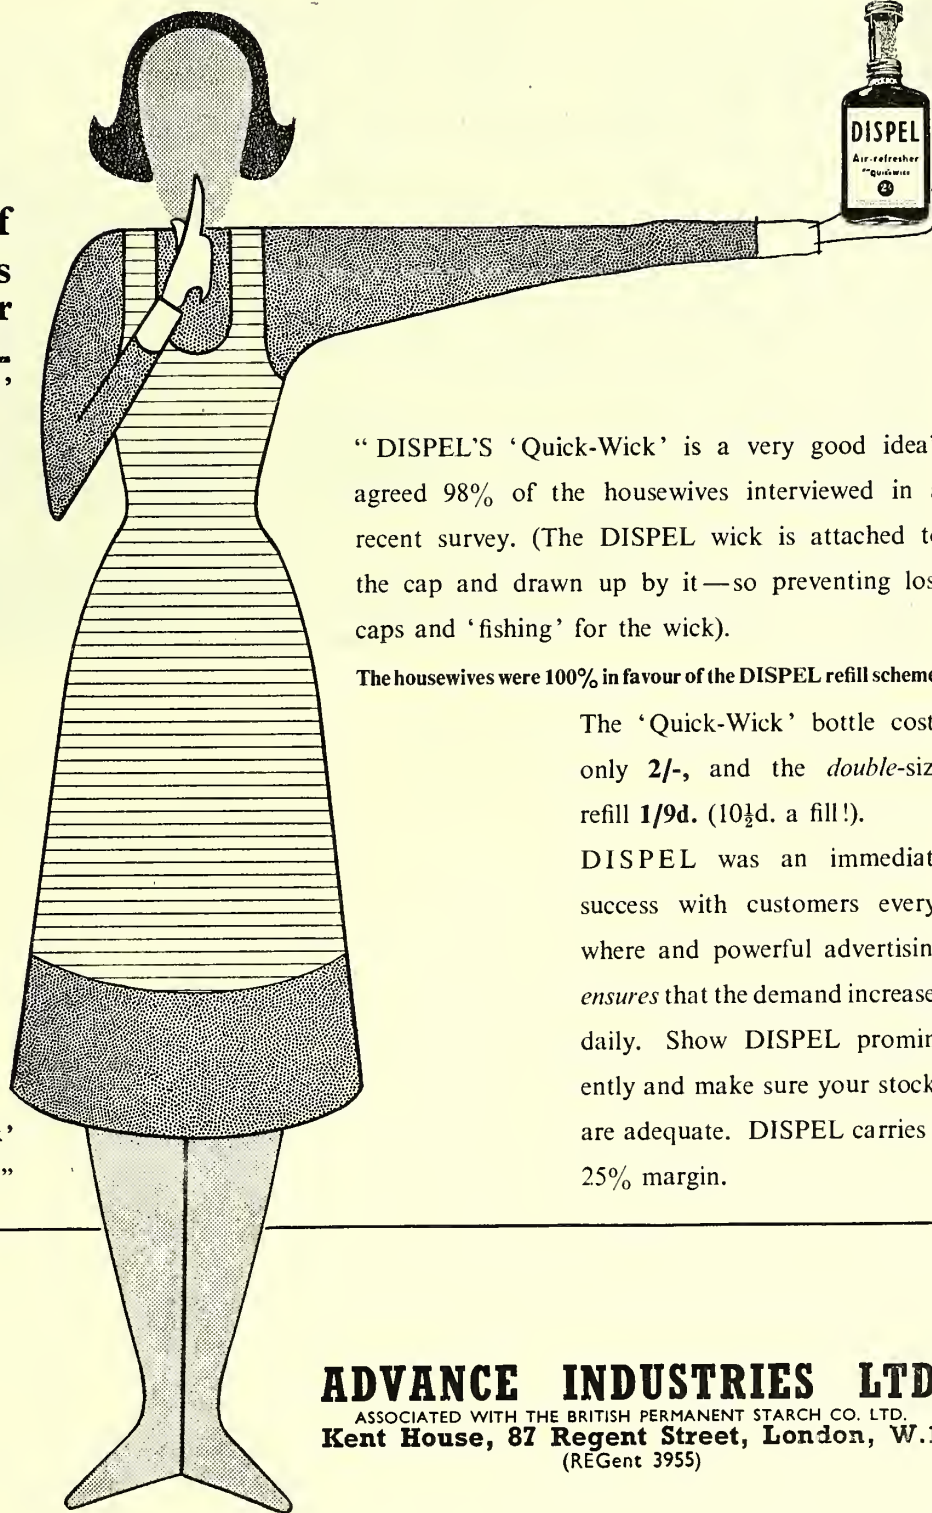 DISPEL
Air-refresher
f
s
r
"DISPEL'S 'Quick-Wick' is a very good idea'
agreed 98% of the housewives interviewed in
recent survey. (The DISPEL wick is attached t
the cap and drawn up by it—so preventing los
caps and 'fishing' for the wick).
The housewives were 100% in favour of the DISPEL refill scheme
The 'Quick-Wick' bottle cost
only 2/-, and the double-siz
refill 1/9d. (10½d. a fill!).
DISPEL was an immediat
success with customers every
where and powerful advertisin
ensures that the demand increase
daily. Show DISPEL promin
ently and make sure your stock
are adequate. DISPEL carries
25% margin.
ADVANCE INDUSTRIES LTD
ASSOCIATED WITH THE BRITISH PERMANENT STARCH CO. LTD.
Kent House, 87 Regent Street, London, W.1
(REGent 3955)